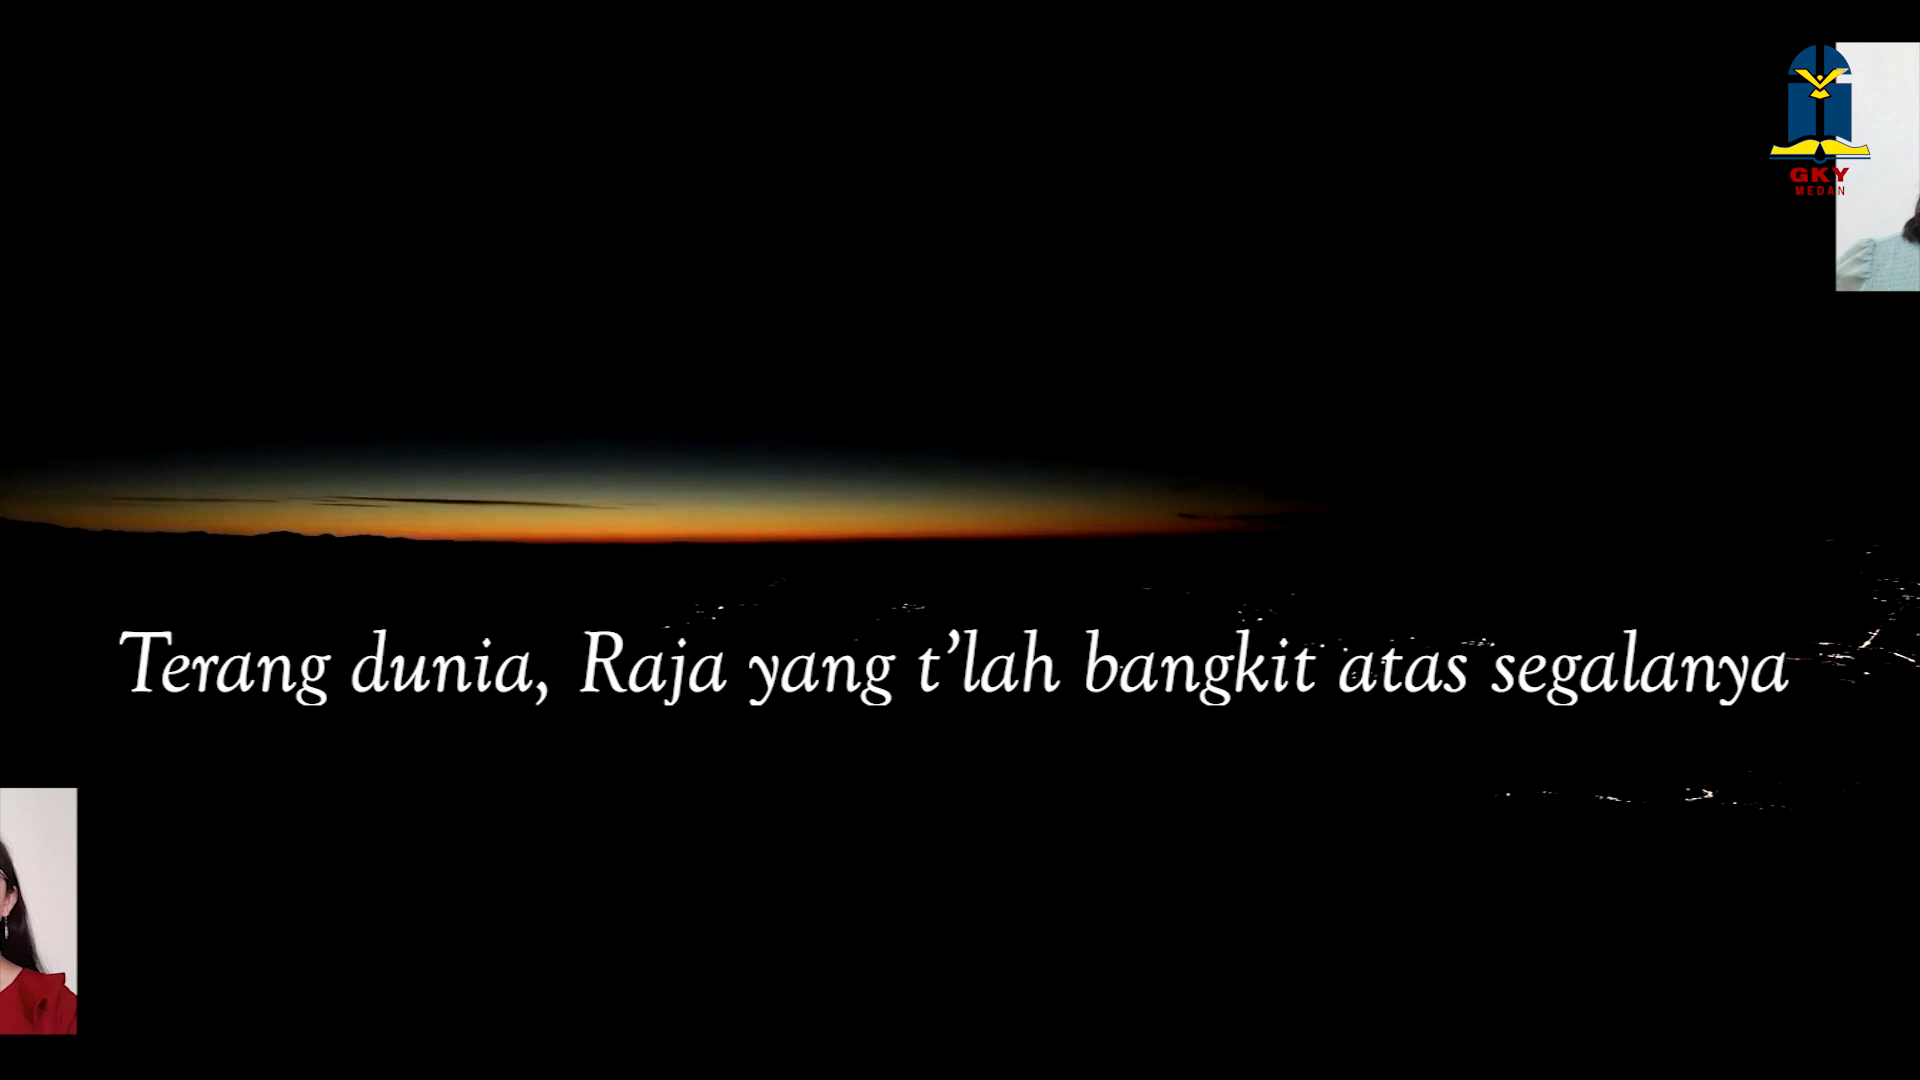 GKY
MEDAN
Terang dunia, Raja yang t’lah bangkit atas segalanya